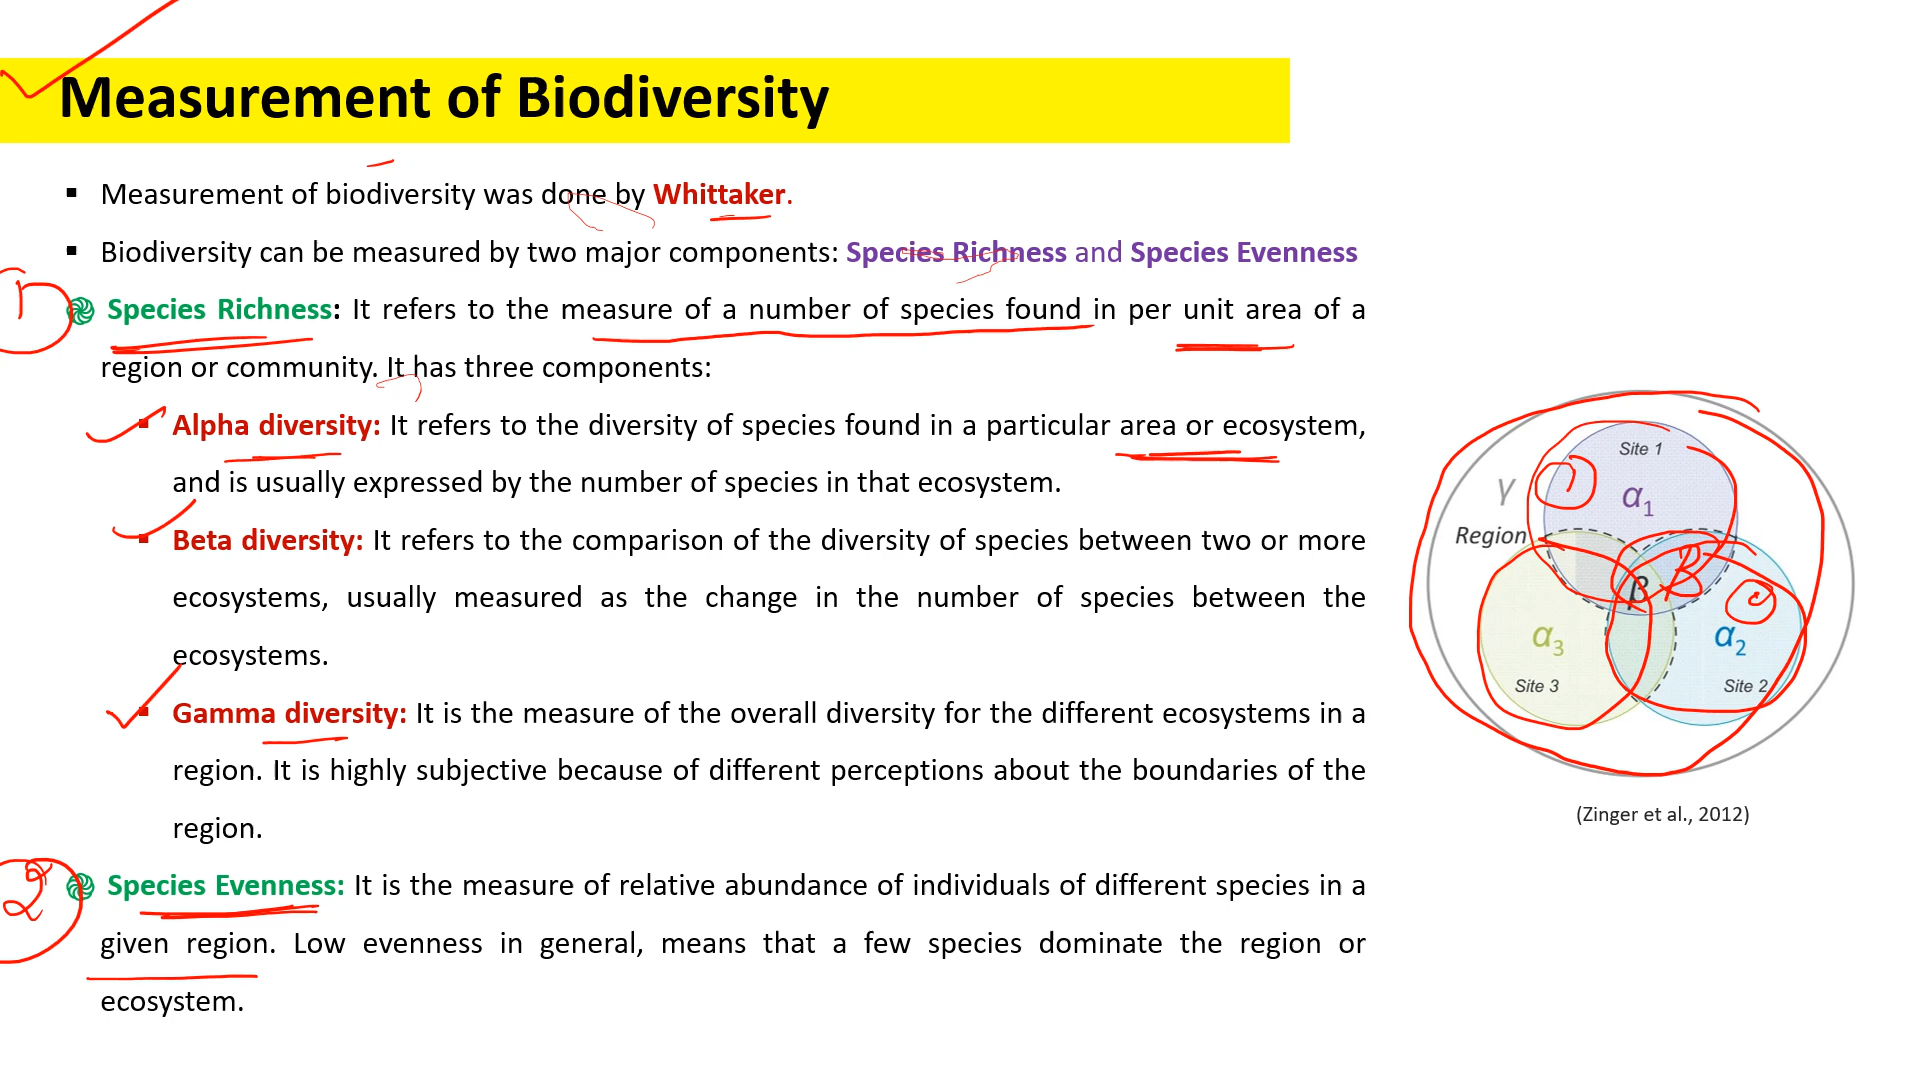 Measurement of Biodiversity
▪ Measurement of biodiversity was done by Whittaker.
▪ Biodiversity can be measured by two major components: Species Richness and Species Evenness
1
Species Richness: It refers to the measure of a number of species found in per unit area of a
region or community. It has three components:
▪ Alpha diversity: It refers to the diversity of species found in a particular area or ecosystem,
and is usually expressed by the number of species in that ecosystem.
▪ Beta diversity: It refers to the comparison of the diversity of species between two or more
ecosystems, usually measured as the change in the number of species between the
ecosystems.
▪ Gamma diversity: It is the measure of the overall diversity for the different ecosystems in a
region. It is highly subjective because of different perceptions about the boundaries of the
region.
2
Species Evenness: It is the measure of relative abundance of individuals of different species in a
given region. Low evenness in general, means that a few species dominate the region or
ecosystem.
Site 1
1
γ
α1
Region
β
β
α3
α2
Site 3
Site 2
(Zinger et al., 2012)